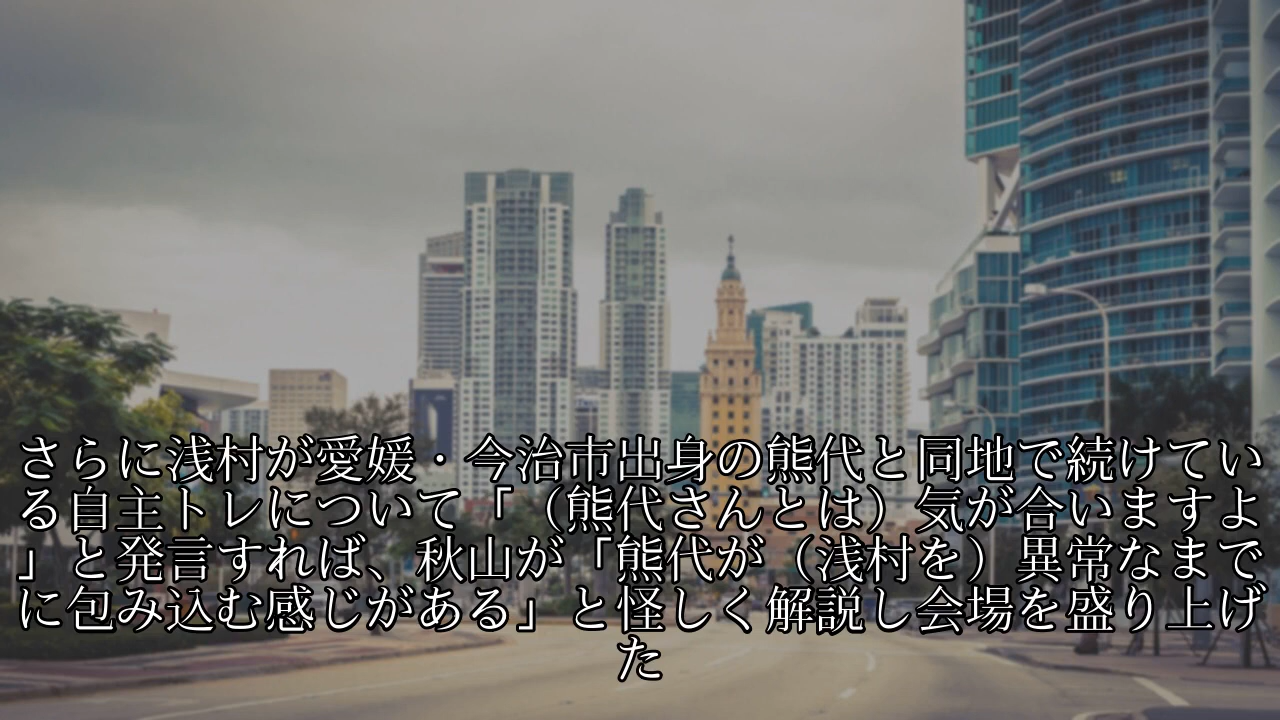 さらに浅村が愛媛・今治市出身の熊代と同地で続けてい
る自主トレについて「（熊代さんとは）気が合いますよ
」と発言すれば、秋山が「熊代が（浅村を）異常なまで
に包み込む感じがある」と怪しく解説し会場を盛り上げ
た